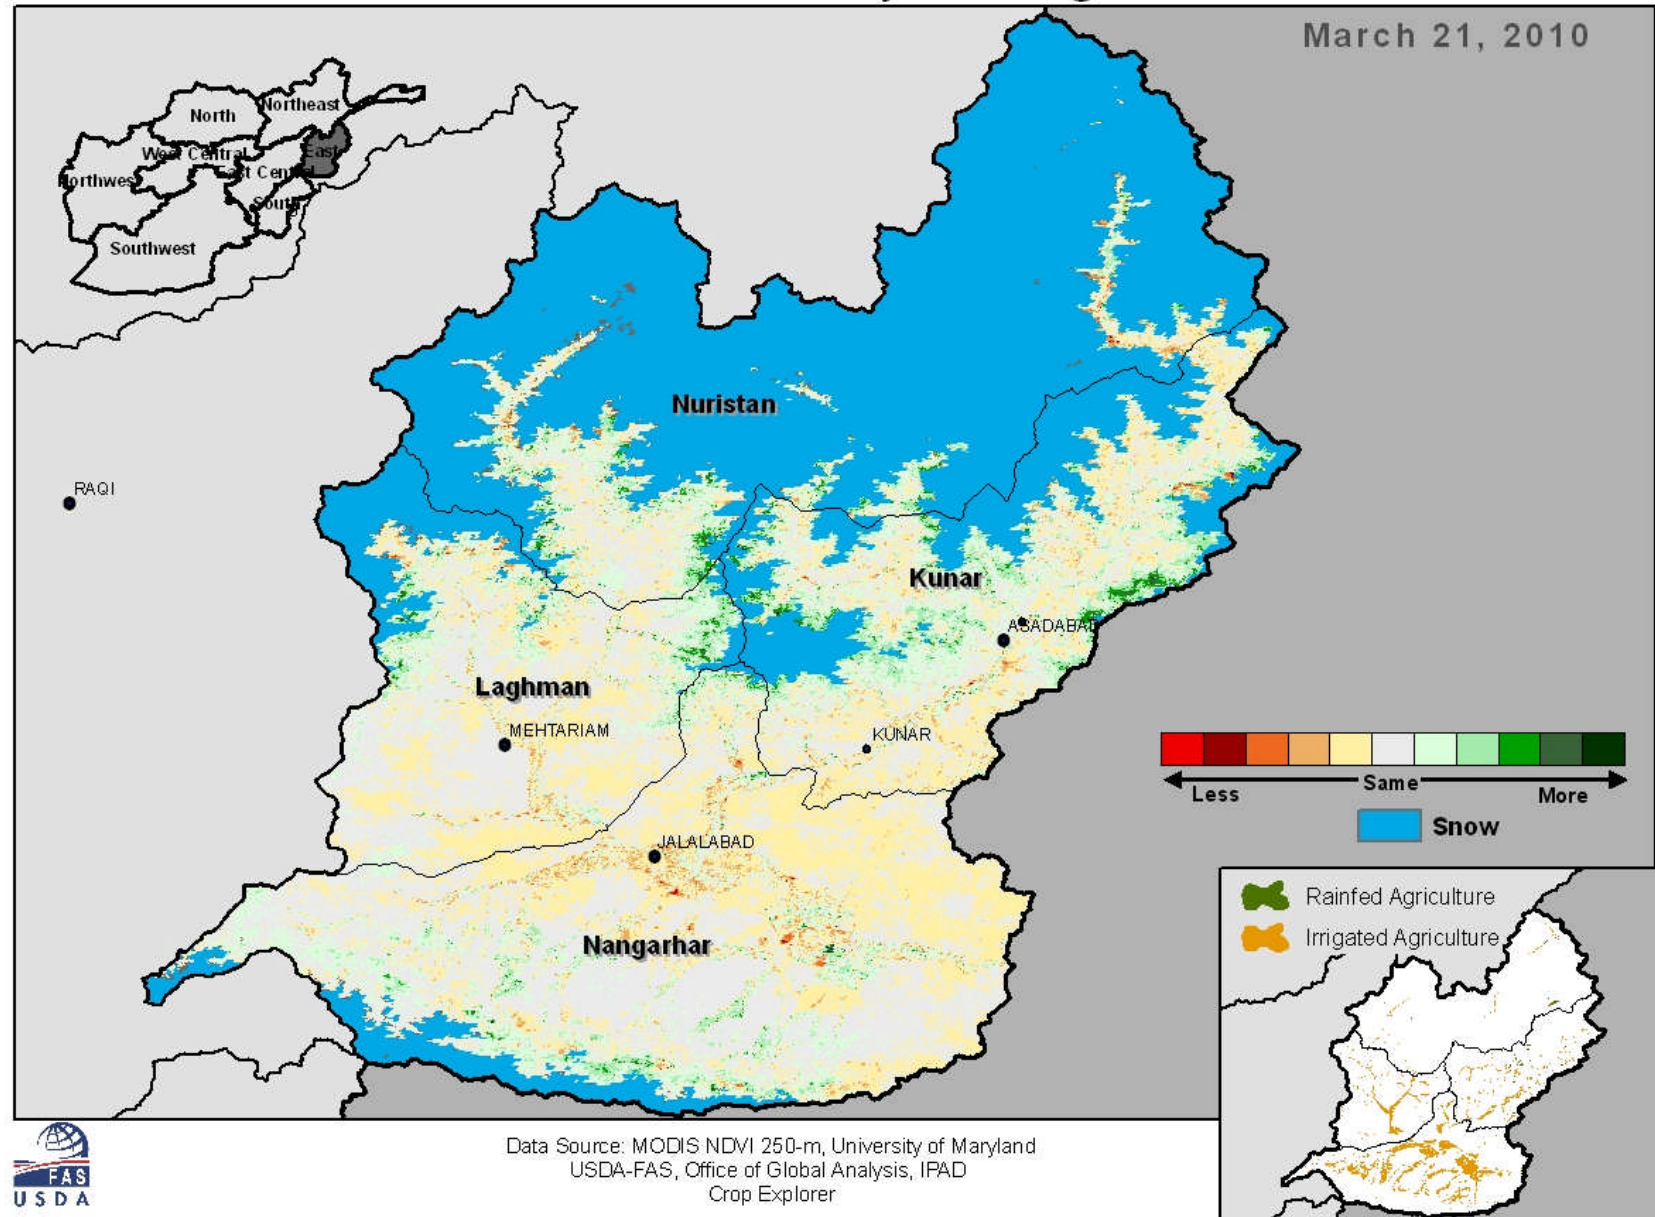 March 21, 2010
North
Northeast
West Central
East
East Central
Northwes
South
Southwest
Nuristan
RAQI
Kunar
ASADABAD
Laghman
MEHTARIAM
KUNAR
Less
Same
More
Snow
JALALABAD
Nangarhar
Rainfed Agriculture
Irrigated Agriculture
Data Source: MODIS NDVI 250-m, University of Maryland
USDA-FAS, Office of Global Analysis, IPAD
Crop Explorer
FAS
USDA